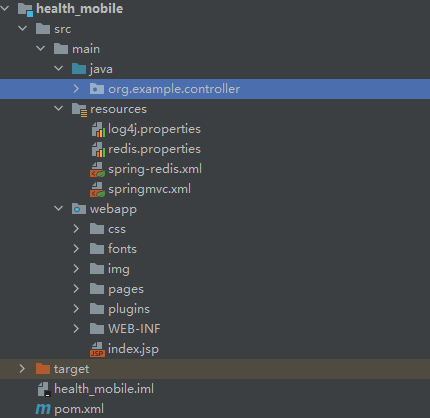 health_mobile
src
main
java
org.example.controller
resources
log4j.properties
redis.properties
spring-redis.xml
springmvc.xml
webapp
css
fonts
img
pages
plugins
WEB-INF
JSP index.jsp
target
health_mobile.iml
m pom.xml